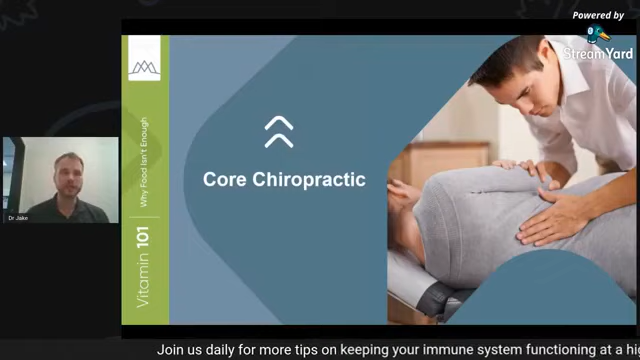 Powered by
StreamYard
Vitamin 101
Why Food Isn't Enough
Core Chiropractic
Dr Jake
Join us daily for more tips on keeping your immune system functioning at a hi